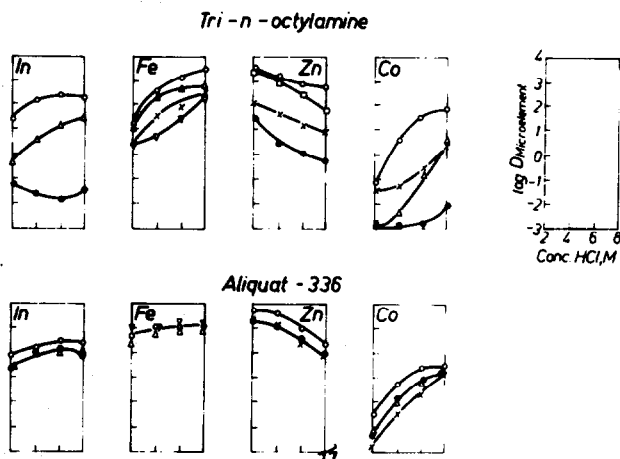 Tri-n-octylamine
In Fe Zn Co
4
3
2
1
0
-1
-2
-3
log D Microelement
2 4 6 8
Conc. HCl, M
Aliquat-336
In Fe Zn Co